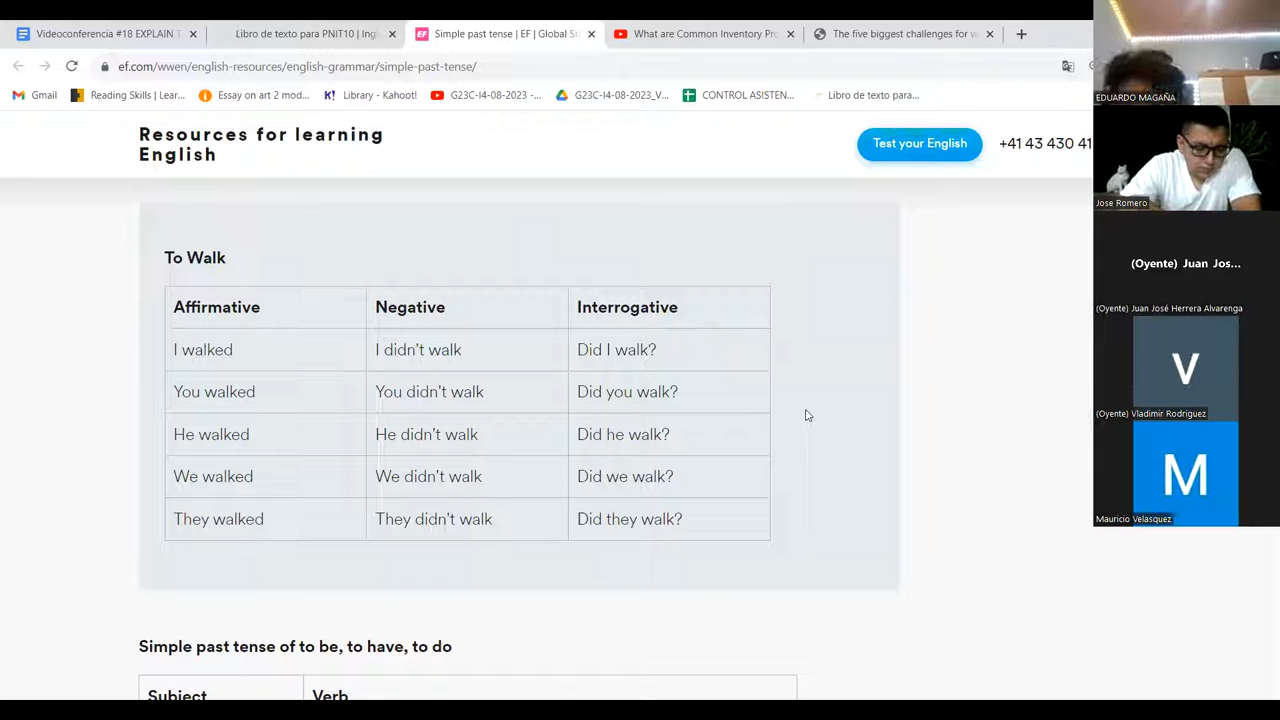 Videoconferencia #18 EXPLAIN T
Libro de texto para PNIT10 | Ingl
EF
Simple past tense | EF | Global Si
What are Common Inventory Pro
The five biggest challenges for w
ef.com/wwen/english-resources/english-grammar/simple-past-tense/
Gmail
Reading Skills | Lear...
Essay on art 2 mod...
Library - Kahoot!
G23C-I4-08-2023 -...
G23C-I4-08-2023_V...
CONTROL ASISTEN...
Libro de texto para...
Resources for learning
English
Test your English
+41 43 430 41
To Walk
Affirmative Negative Interrogative
I walked I didn't walk Did I walk?
You walked You didn't walk Did you walk?
He walked He didn't walk Did he walk?
We walked We didn't walk Did we walk?
They walked They didn't walk Did they walk?
Simple past tense of to be, to have, to do
Subject Verb
EDUARDO MAGAÑA
Jose Romero
(Oyente) Juan Jos...
(Oyente) Juan José Herrera Alvarenga
v
(Oyente) Vladimir Rodriguez
M
Mauricio Velasquez